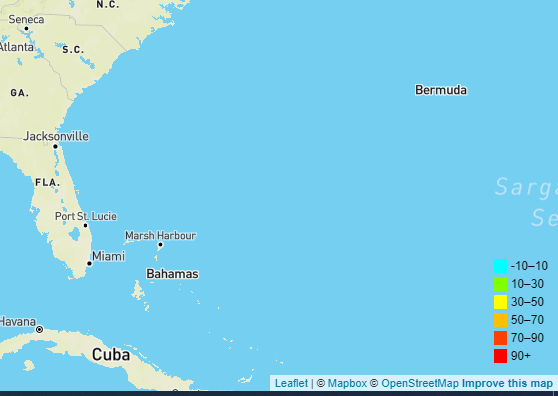 N.C.
Seneca
Atlanta
S.C.
GA.
Bermuda
Jacksonville
FLA.
Sarga
Se
Port St. Lucie
Marsh Harbour
Miami
Bahamas
-10–10
10–30
30–50
50–70
70–90
90+
Havana
Cuba
Leaflet | © Mapbox © OpenStreetMap Improve this map